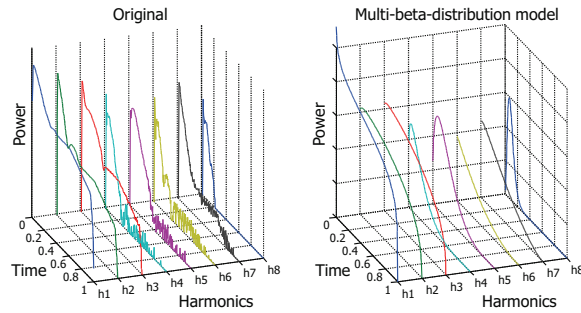 Original
Power
0
0.2
0.4
0.6
0.8
1
Time
h1
h2
h3
h4
h5
h6
h7
h8
Harmonics
Multi-beta-distribution model
Power
0
0.2
0.4
0.6
0.8
1
Time
h1
h2
h3
h4
h5
h6
h7
h8
Harmonics